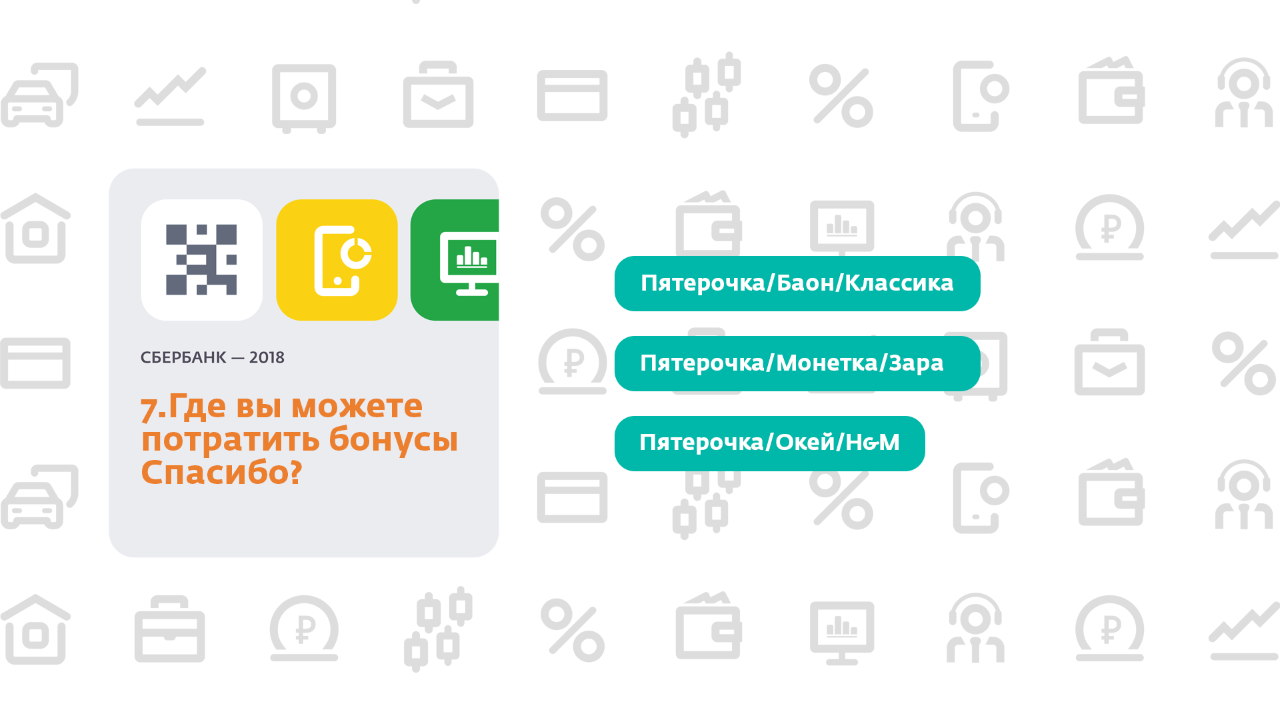 СБЕРБАНК — 2018
7.Где вы можете
потратить бонусы
Спасибо?
Пятерочка/Баон/Классика
Пятерочка/Монетка/Зара
Пятерочка/Окей/H&M